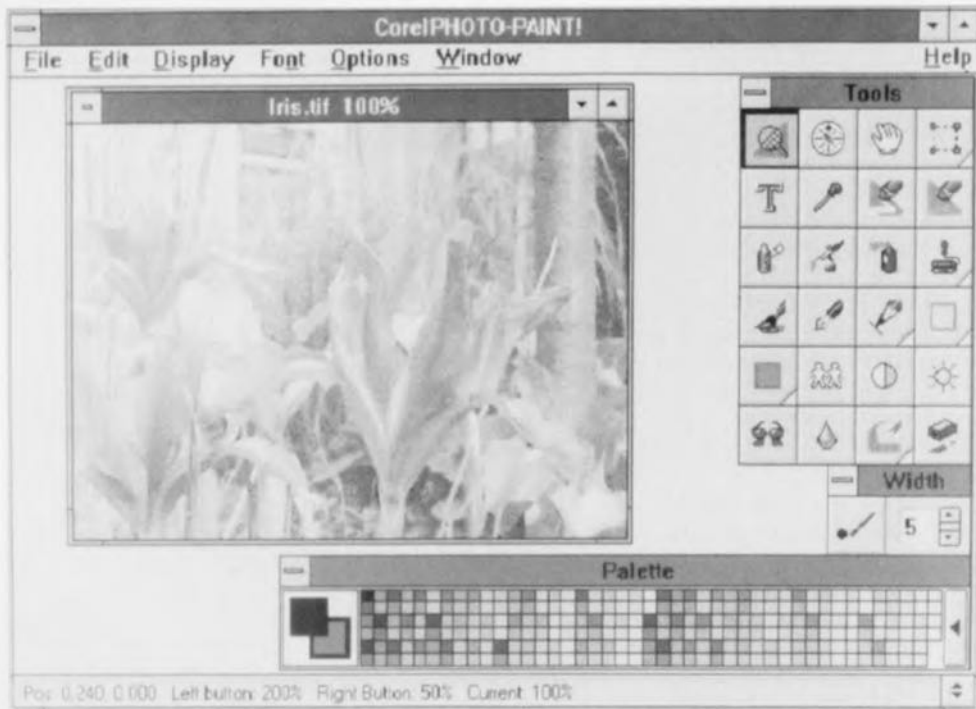 CorelPHOTO-PAINT!
File Edit Display Font Options Window Help
Iris.tif 100%
Tools
T
Width
5
Palette
Pos: 0.240, 0.000 Left button: 200% Right Button: 50% Current: 100%